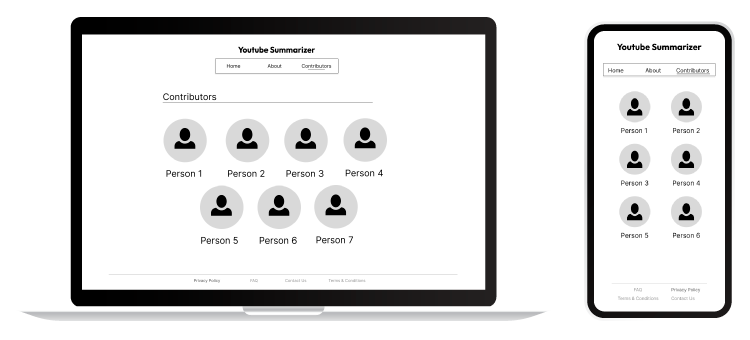 Youtube Summarizer
Home About Contributors
Contributors
Person 1 Person 2 Person 3 Person 4
Person 5 Person 6 Person 7
Privacy Policy FAQ Contact Us Terms & Conditions
Youtube Summarizer
Home About Contributors
Person 1 Person 2
Person 3 Person 4
Person 5 Person 6
FAQ Privacy Policy
Terms & Conditions Contact Us